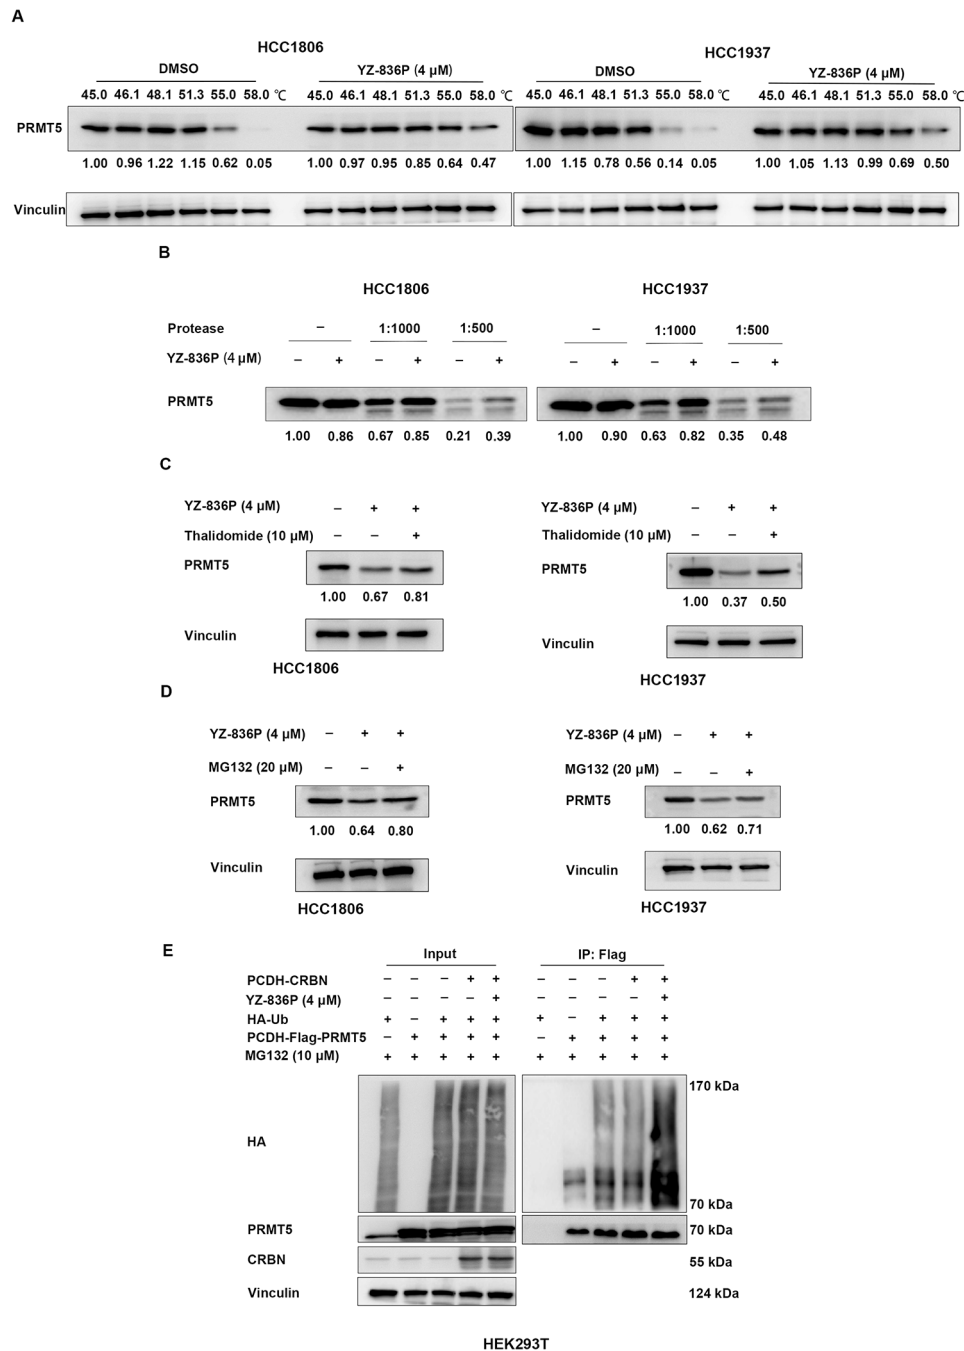 A
HCC1806 HCC1937
DMSO YZ-836P (4 μM) DMSO YZ-836P (4 μM)
45.0 46.1 48.1 51.3 55.0 58.0 ℃ 45.0 46.1 48.1 51.3 55.0 58.0 ℃ 45.0 46.1 48.1 51.3 55.0 58.0 ℃ 45.0 46.1 48.1 51.3 55.0 58.0 ℃
PRMT5
1.00 0.96 1.22 1.15 0.62 0.05 1.00 0.97 0.95 0.85 0.64 0.47 1.00 1.15 0.78 0.56 0.14 0.05 1.00 1.05 1.13 0.99 0.69 0.50
Vinculin
B
HCC1806 HCC1937
Protease – 1:1000 1:500 – 1:1000 1:500
YZ-836P (4 μM) – + – + – + – + – + – +
PRMT5
1.00 0.86 0.67 0.85 0.21 0.39 1.00 0.90 0.63 0.82 0.35 0.48
C
YZ-836P (4 μM) – + + YZ-836P (4 μM) – + +
Thalidomide (10 μM) – – + Thalidomide (10 μM) – – +
PRMT5 PRMT5
1.00 0.67 0.81 1.00 0.37 0.50
Vinculin Vinculin
HCC1806 HCC1937
D
YZ-836P (4 μM) – + + YZ-836P (4 μM) – + +
MG132 (20 μM) – – + MG132 (20 μM) – – +
PRMT5 PRMT5
1.00 0.64 0.80 1.00 0.62 0.71
Vinculin Vinculin
HCC1806 HCC1937
E
Input IP: Flag
PCDH-CRBN – – – + + – – – + +
YZ-836P (4 μM) – – – – + – – – – +
HA-Ub + – + + + + – + + +
PCDH-Flag-PRMT5 – + + + + – + + + +
MG132 (10 μM) + + + + + + + + + +
170 kDa
HA
70 kDa
PRMT5 70 kDa
CRBN 55 kDa
Vinculin 124 kDa
HEK293T